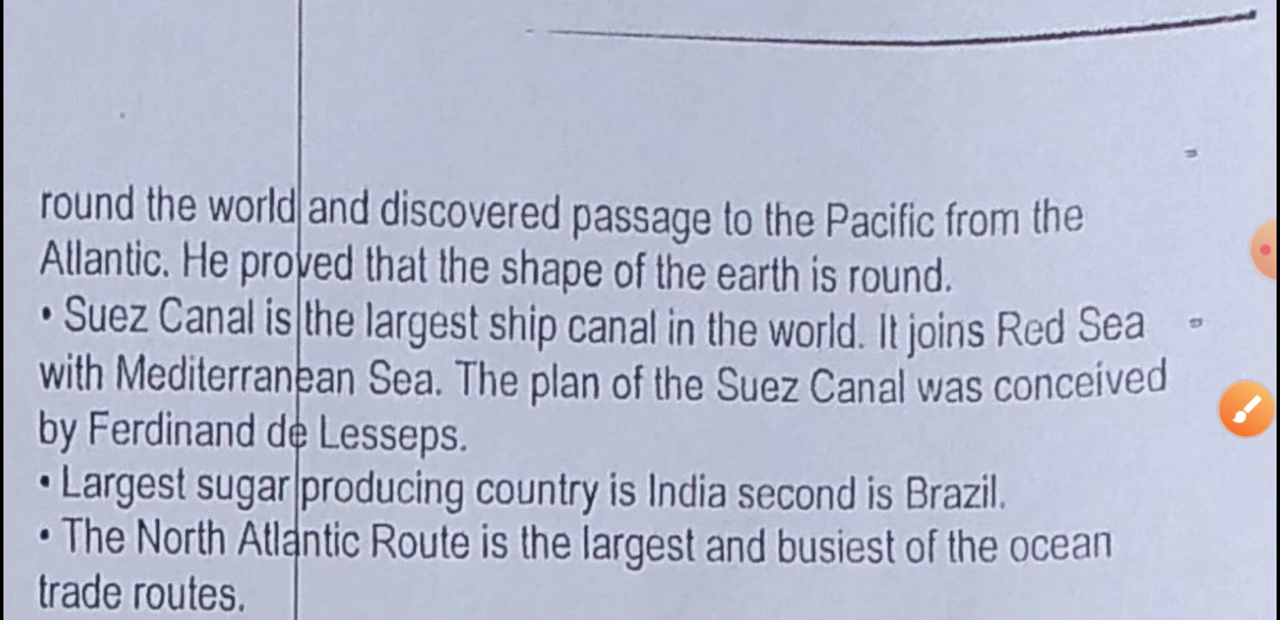 round the world and discovered passage to the Pacific from the
Atlantic. He proved that the shape of the earth is round.
• Suez Canal is the largest ship canal in the world. It joins Red Sea
with Mediterranean Sea. The plan of the Suez Canal was conceived
by Ferdinand de Lesseps.
• Largest sugar producing country is India second is Brazil.
• The North Atlantic Route is the largest and busiest of the ocean
trade routes.